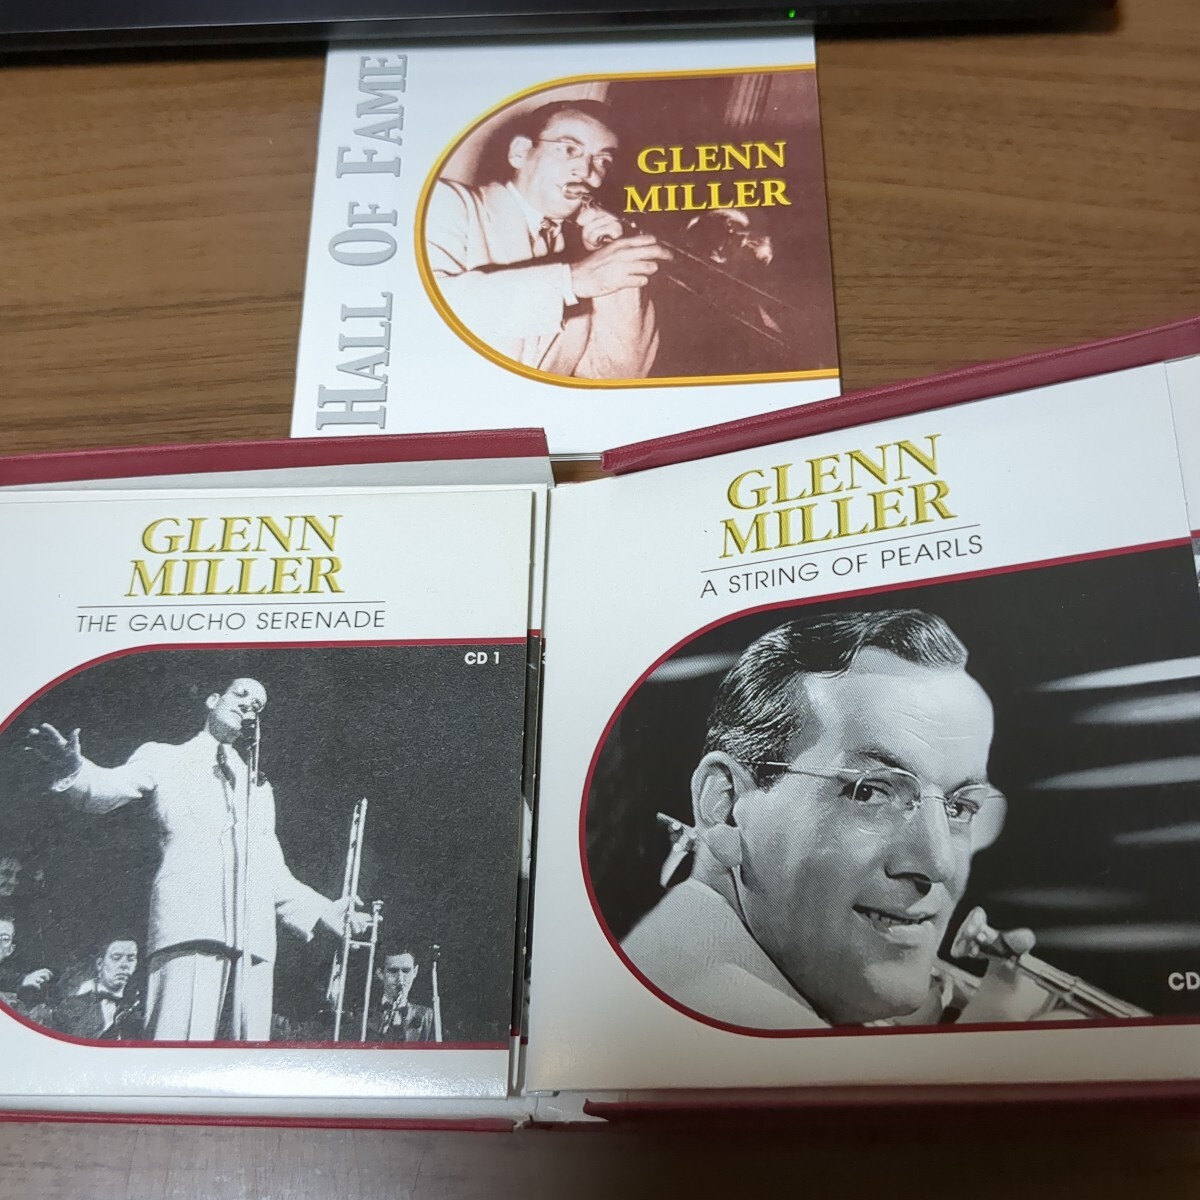 HALL OF FAME
GLENN
MILLER
GLENN
MILLER
THE GAUCHO SERENADE
CD 1
GLENN
MILLER
A STRING OF PEARLS
CD